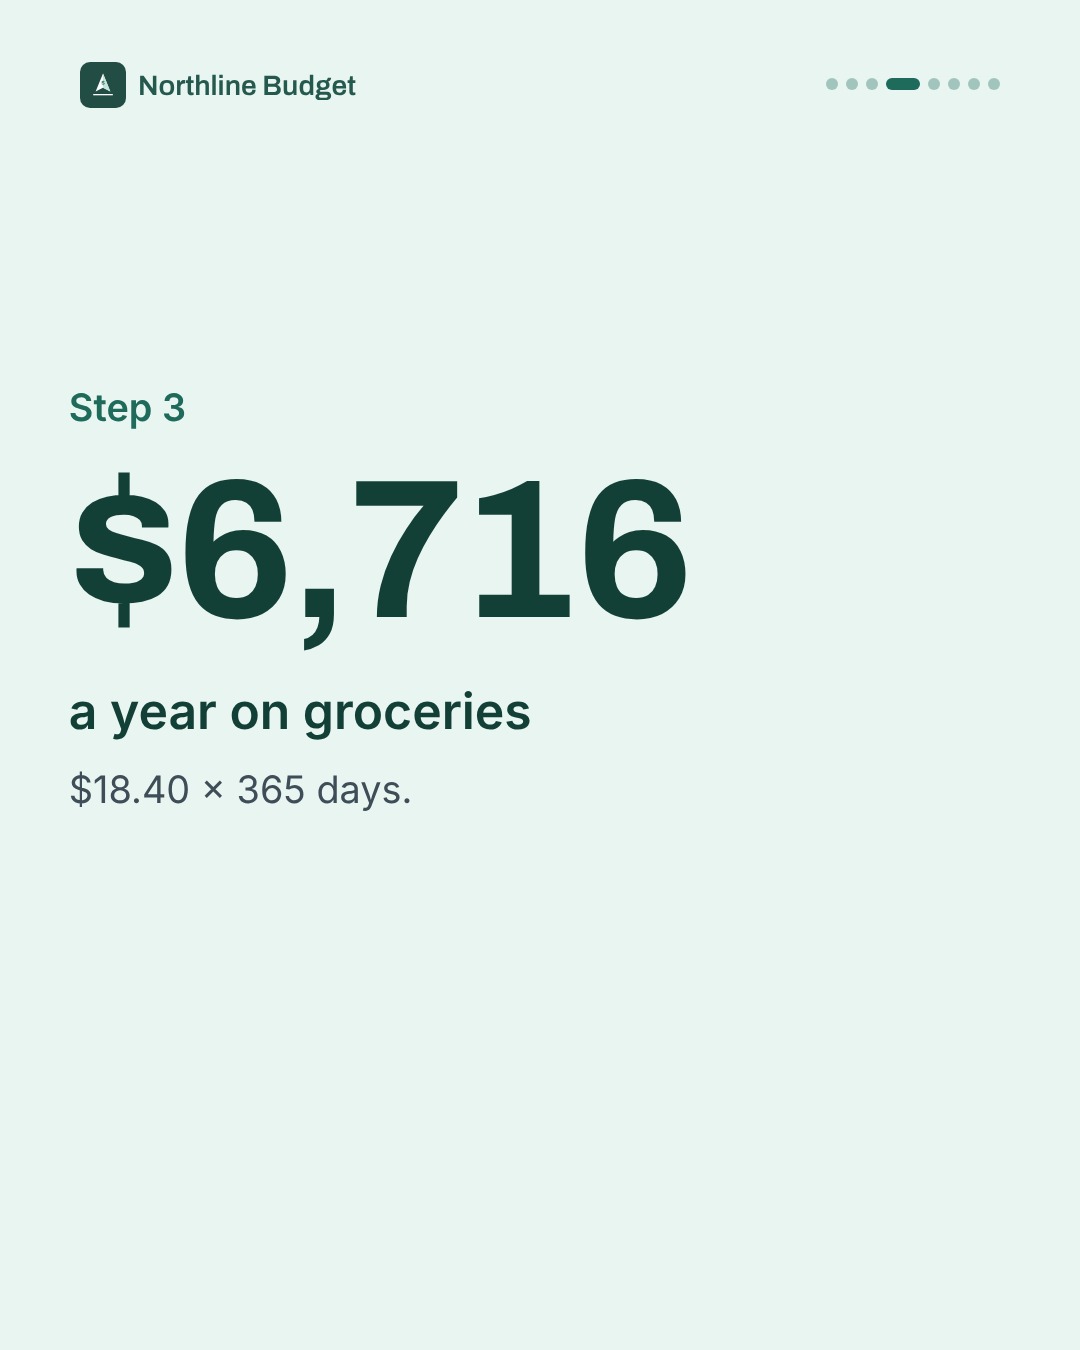 Northline Budget
Step 3
$6,716
a year on groceries
$18.40 × 365 days.